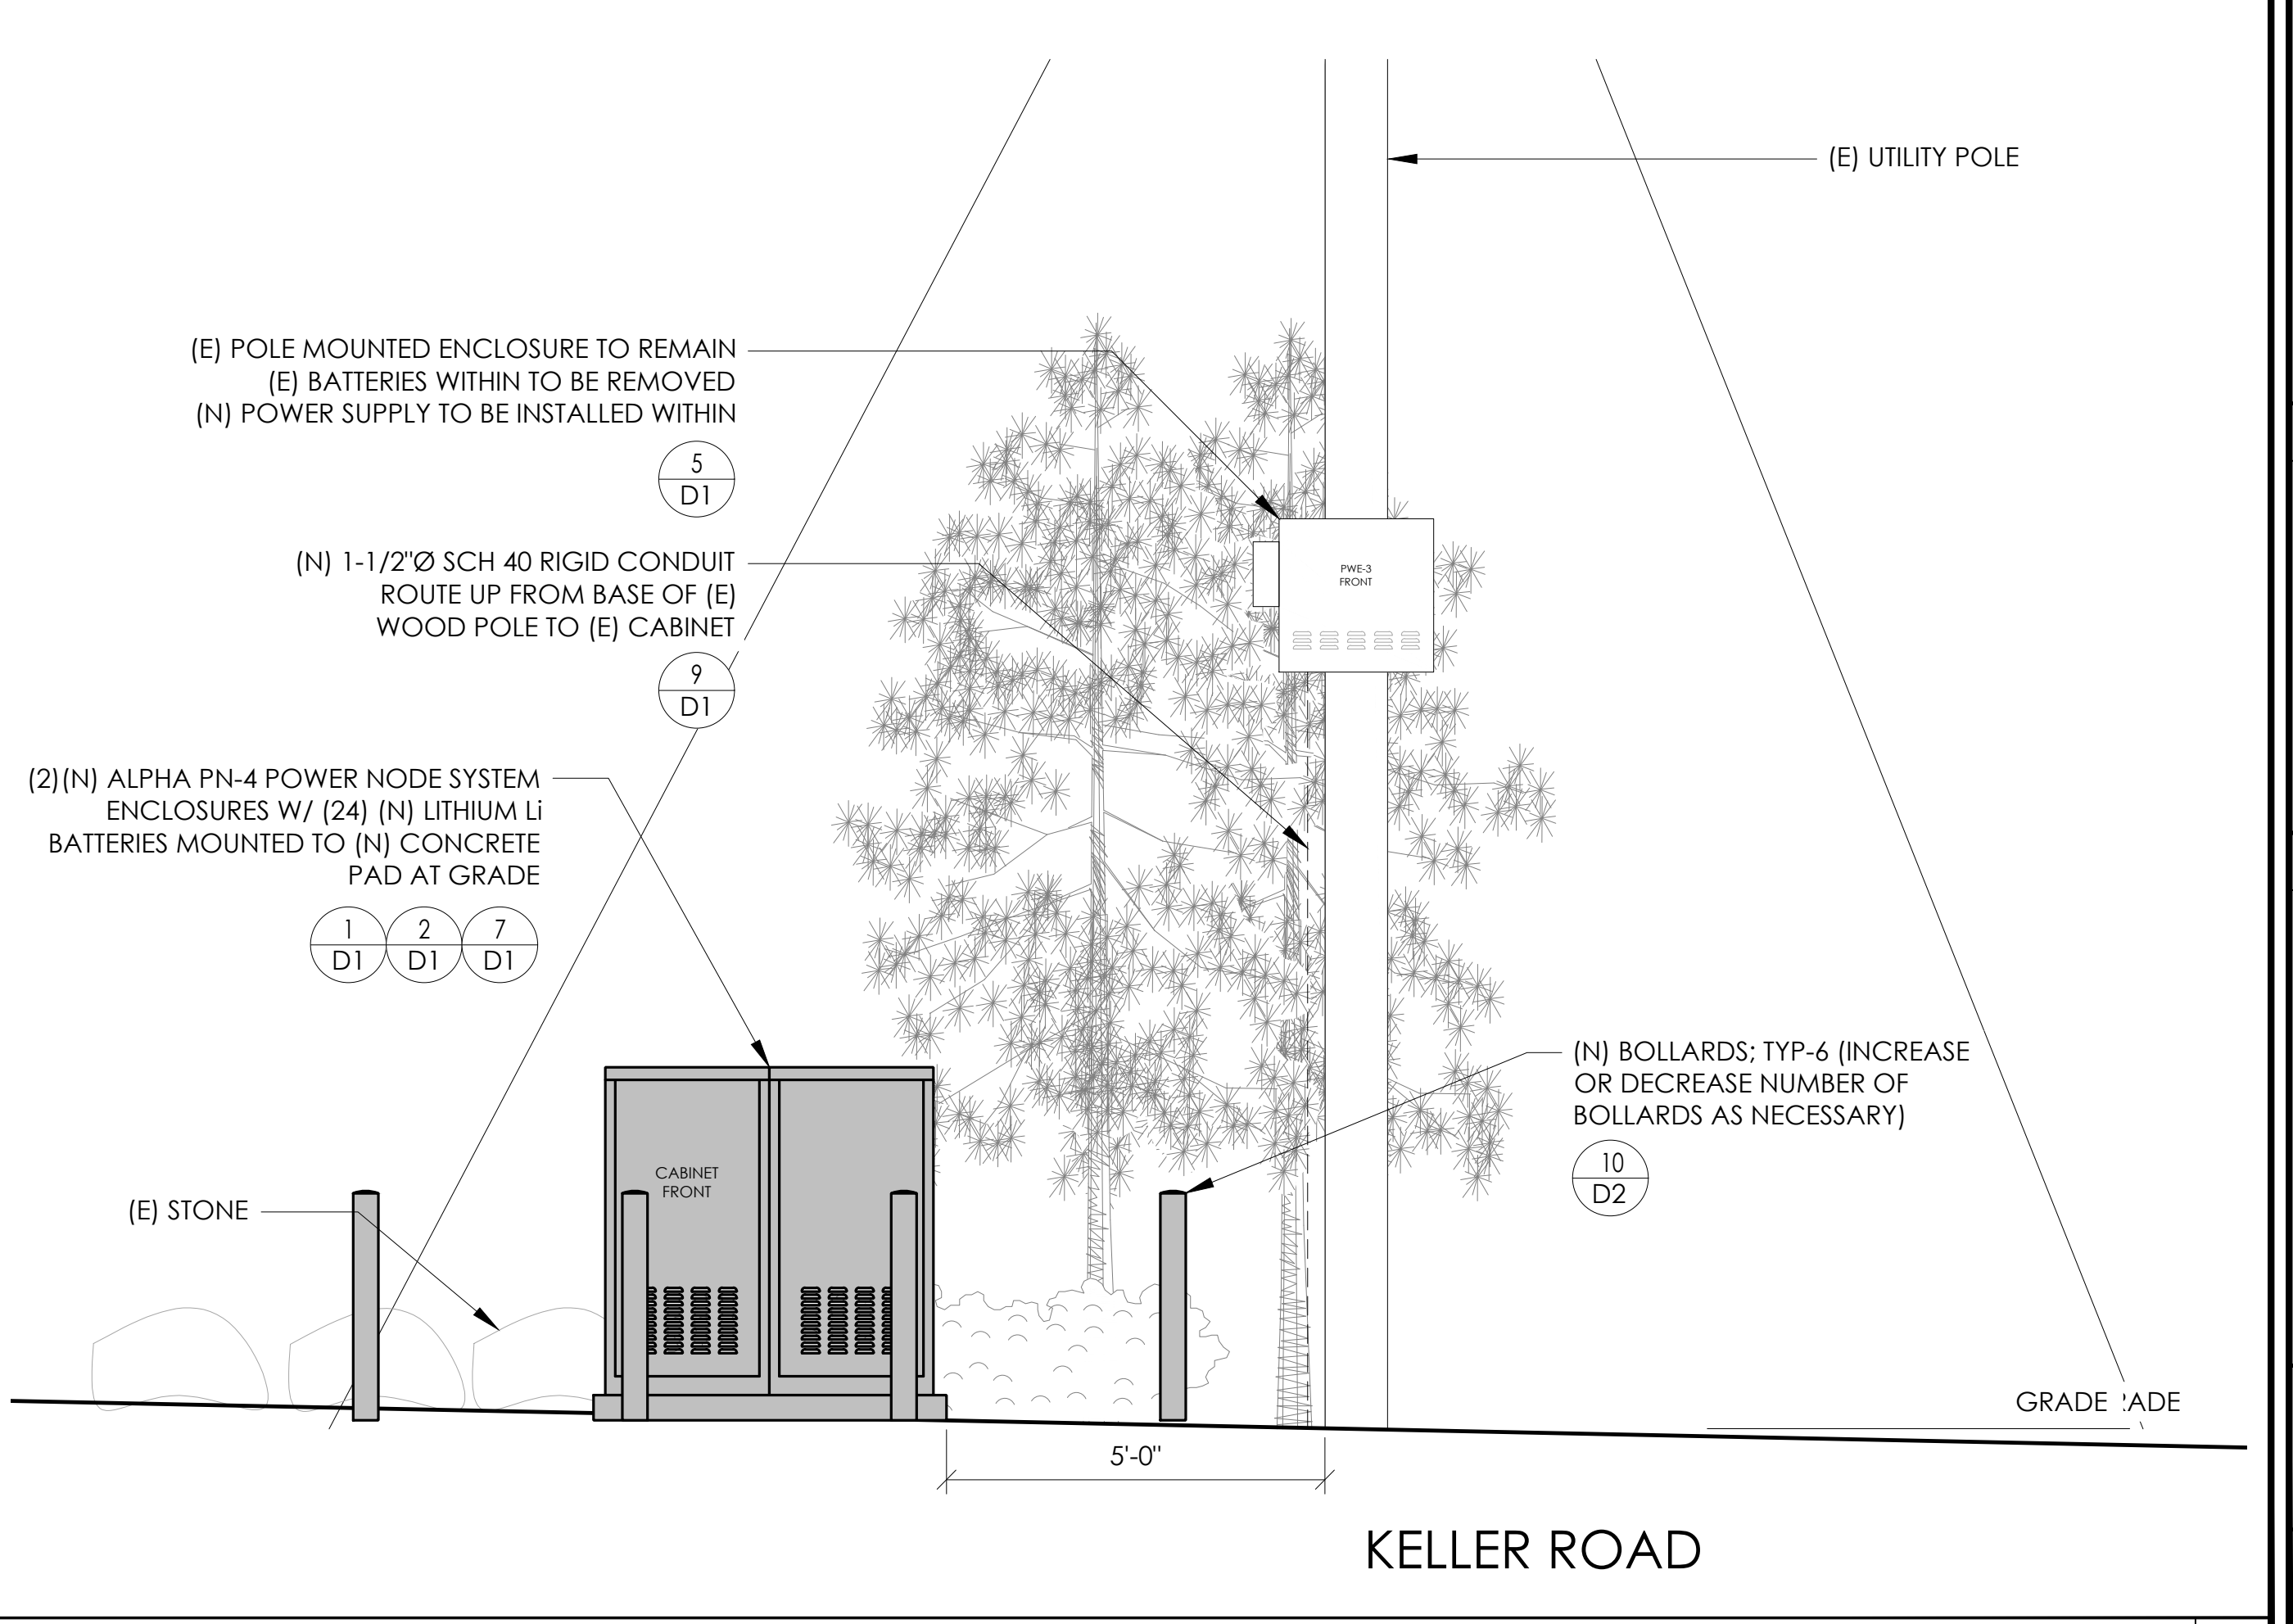 (E) UTILITY POLE
(E) POLE MOUNTED ENCLOSURE TO REMAIN
(E) BATTERIES WITHIN TO BE REMOVED
(N) POWER SUPPLY TO BE INSTALLED WITHIN
5
D1
(N) 1-1/2"Ø SCH 40 RIGID CONDUIT
ROUTE UP FROM BASE OF (E)
WOOD POLE TO (E) CABINET
9
D1
PWE-3
FRONT
(2)(N) ALPHA PN-4 POWER NODE SYSTEM
ENCLOSURES W/ (24) (N) LITHIUM Li
BATTERIES MOUNTED TO (N) CONCRETE
PAD AT GRADE
1 2 7
D1 D1 D1
(N) BOLLARDS; TYP-6 (INCREASE
OR DECREASE NUMBER OF
BOLLARDS AS NECESSARY)
10
D2
CABINET
FRONT
(E) STONE
GRADE
5'-0"
KELLER ROAD